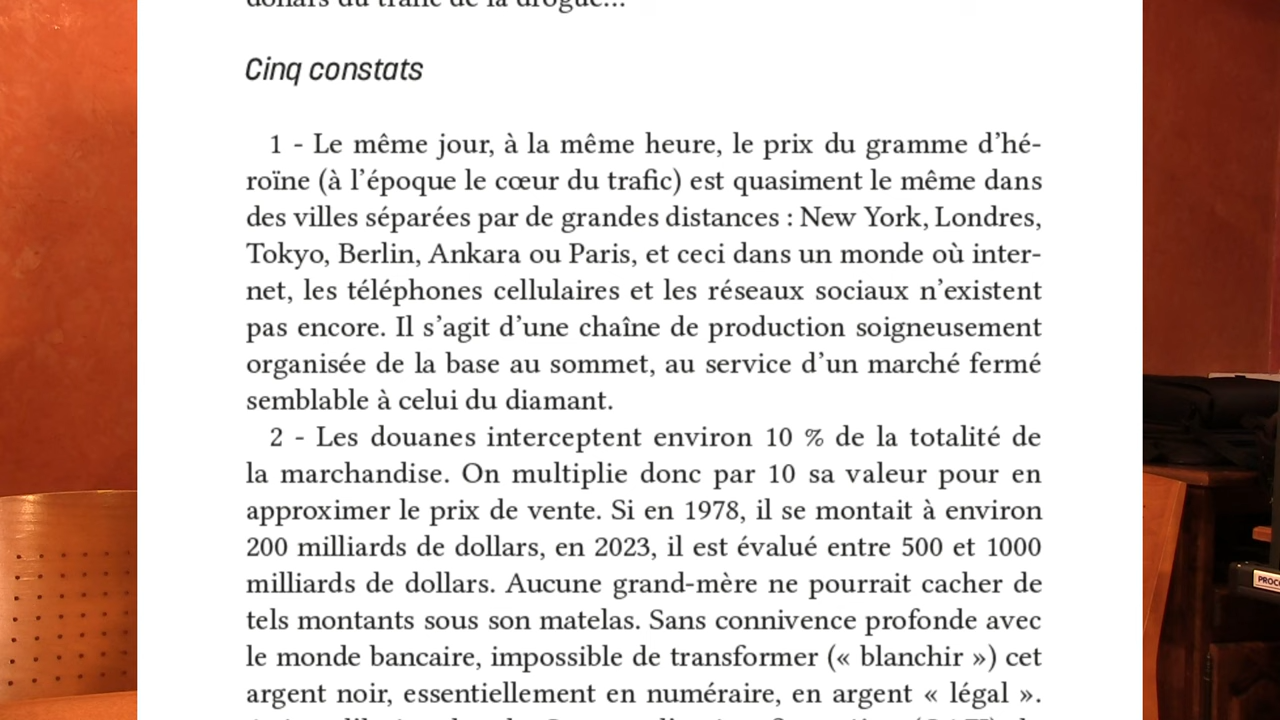 dollars du trafic de la drogue...
Cinq constats
1 - Le même jour, à la même heure, le prix du gramme d’hé-
roïne (à l’époque le cœur du trafic) est quasiment le même dans
des villes séparées par de grandes distances : New York, Londres,
Tokyo, Berlin, Ankara ou Paris, et ceci dans un monde où inter-
net, les téléphones cellulaires et les réseaux sociaux n’existent
pas encore. Il s’agit d’une chaîne de production soigneusement
organisée de la base au sommet, au service d’un marché fermé
semblable à celui du diamant.
2 - Les douanes interceptent environ 10 % de la totalité de
la marchandise. On multiplie donc par 10 sa valeur pour en
approximer le prix de vente. Si en 1978, il se montait à environ
200 milliards de dollars, en 2023, il est évalué entre 500 et 1000
milliards de dollars. Aucune grand-mère ne pourrait cacher de
tels montants sous son matelas. Sans connivence profonde avec
le monde bancaire, impossible de transformer (« blanchir ») cet
argent noir, essentiellement en numéraire, en argent « légal ».
PROC